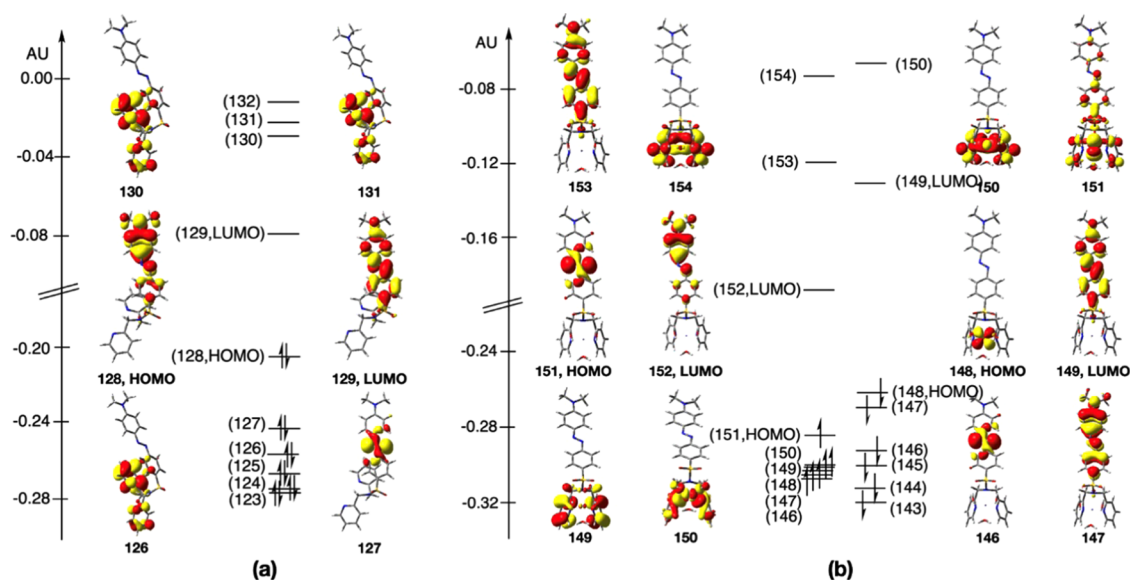 (a)
(b)
AU
0.00
-0.04
-0.08
-0.20
-0.24
-0.28
130
(132)
(131)
(130)
131
(129,LUMO)
(128,HOMO)
128, HOMO
129, LUMO
(127)
(126)
(125)
(124)
(123)
126
127
(a)
AU
-0.08
-0.12
-0.16
-0.24
-0.28
-0.32
153
154
(154)
(150)
(153)
(149,LUMO)
150
151
(152,LUMO)
151, HOMO
152, LUMO
148, HOMO
149, LUMO
(148,HOMO)
(147)
(151,HOMO)
(150)
(149)
(148)
(147)
(146)
(146)
(145)
(144)
(143)
149
150
146
147
(b)